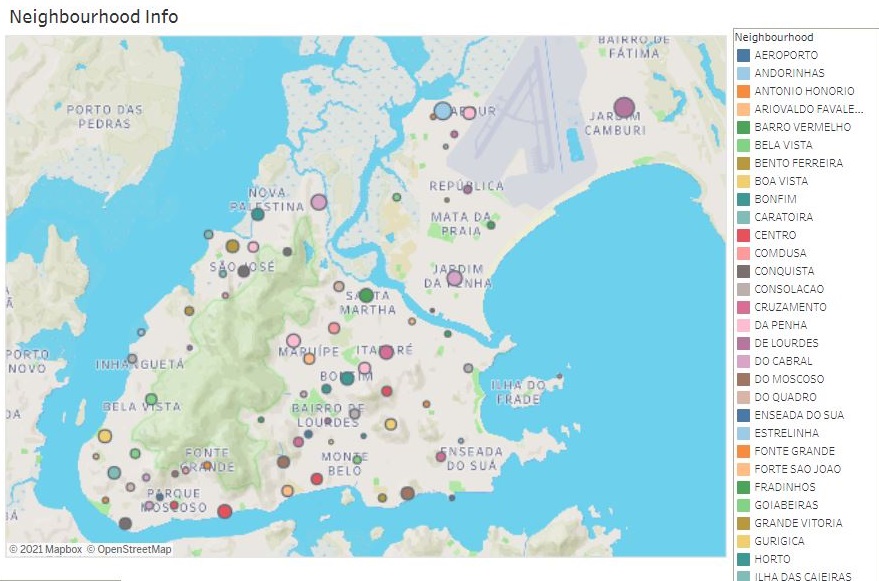 Neighbourhood Info
Neighbourhood
AEROPORTO
ANDORINHAS
ANTONIO HONORIO
ARIOVALDO FAVALE...
BARRO VERMELHO
BELA VISTA
BENTO FERREIRA
BOA VISTA
BONFIM
CARATOIRA
CENTRO
COMDUSA
CONQUISTA
CONSOLACAO
CRUZAMENTO
DA PENHA
DE LOURDES
DO CABRAL
DO MOSCOSO
DO QUADRO
ENSEADA DO SUA
ESTRELINHA
FONTE GRANDE
FORTE SAO JOAO
FRADINHOS
GOIABEIRAS
GRANDE VITORIA
GURIGICA
HORTO
ILHA DAS CAIEIRAS
BAIRRO DE
FÁTIMA
PORTO DAS
PEDRAS
JARDIM
CAMBURI
REPÚBLICA
NOVA
PALESTINA
MATA DA
PRAIA
SÃO JOSÉ
JARDIM
DA PENHA
SANTA
MARTHA
PORTO
NOVO
INHANGUETÁ
MARUÍPE
ITARARÉ
BONFIM
ILHA DO
FRADE
BELA VISTA
BAIRRO DE
LOURDES
FONTE
GRANDE
MONTE
BELO
ENSEADA
DO SUÁ
PARQUE
MOSCOSO
© 2021 Mapbox © OpenStreetMap